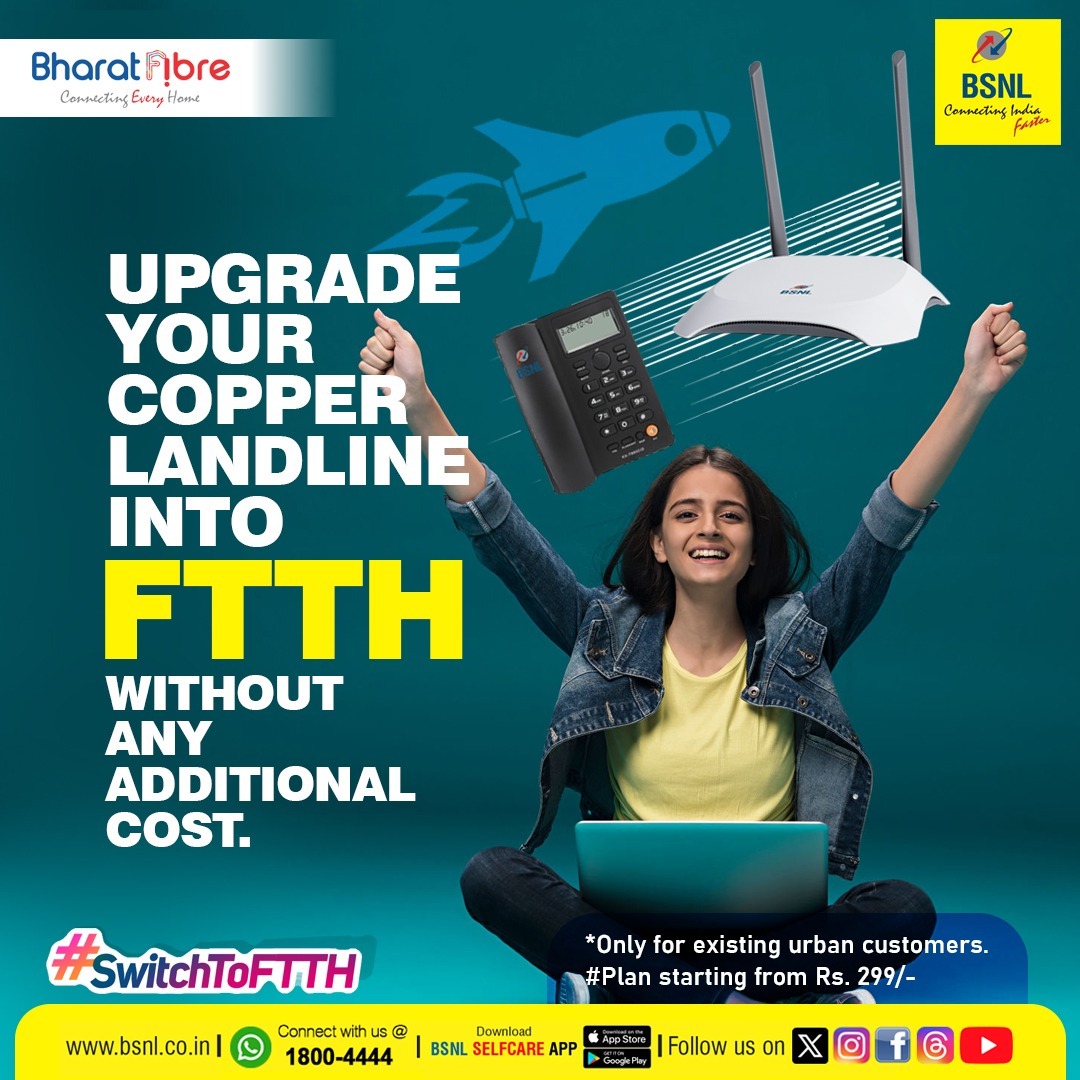 Bharat Fibre
Connecting Every Home
BSNL
Connecting India
Faster
UPGRADE
YOUR
COPPER
LANDLINE
INTO
FTTH
WITHOUT
ANY
ADDITIONAL
COST.
BSNL
BSNL
#SwitchToFTTH
*Only for existing urban customers.
#Plan starting from Rs. 299/-
www.bsnl.co.in | Connect with us @ 1800-4444 | Download BSNL SELFCARE APP
Download on the App Store
GET IT ON Google Play
| Follow us on